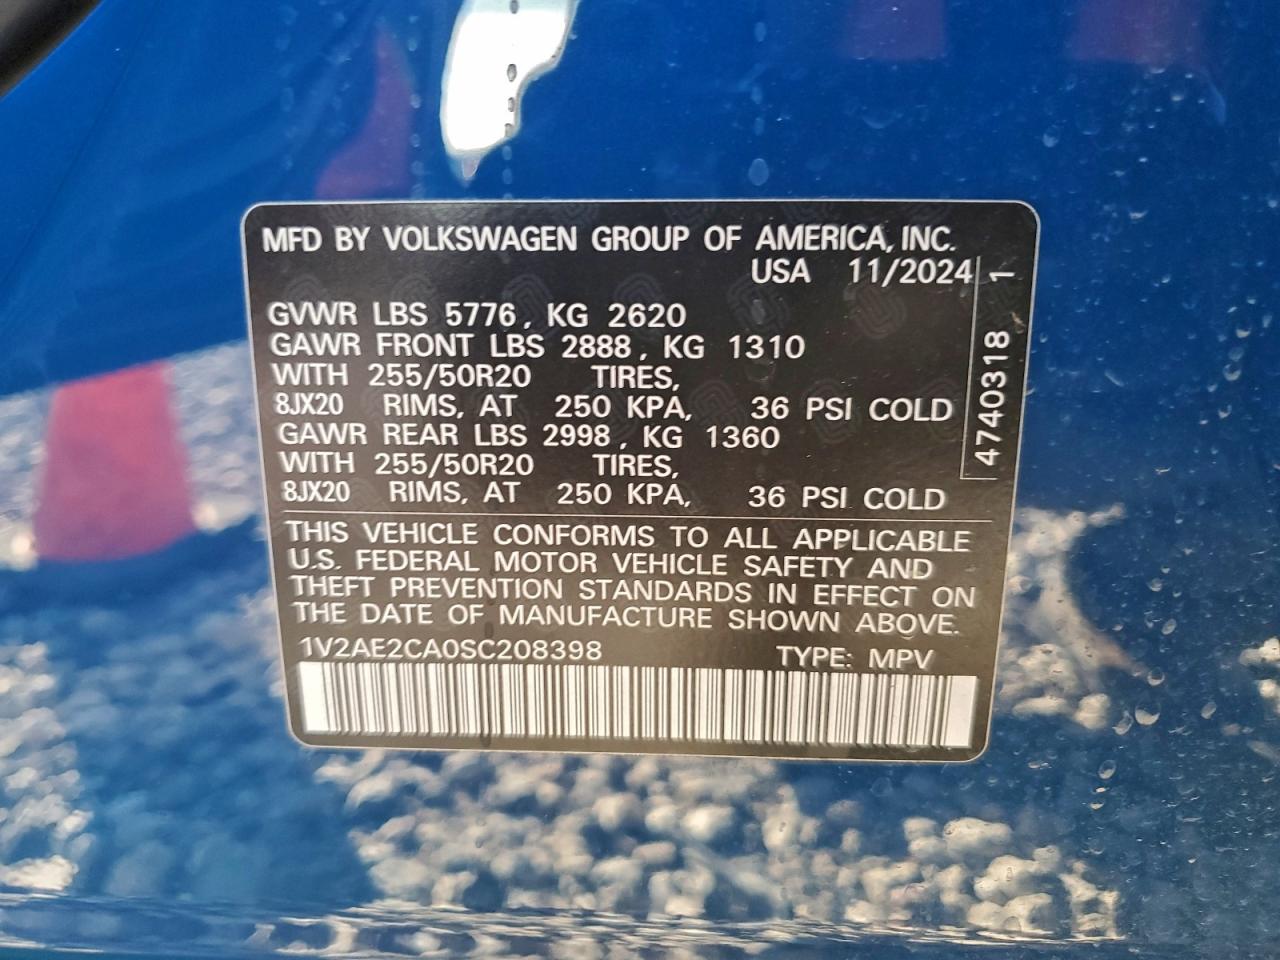 MFD BY VOLKSWAGEN GROUP OF AMERICA, INC.
USA 11/2024
GVWR LBS 5776, KG 2620
GAWR FRONT LBS 2888, KG 1310
WITH 255/50R20 TIRES,
8JX20 RIMS, AT 250 KPA, 36 PSI COLD
GAWR REAR LBS 2998, KG 1360
WITH 255/50R20 TIRES,
8JX20 RIMS, AT 250 KPA, 36 PSI COLD
4740318 1
THIS VEHICLE CONFORMS TO ALL APPLICABLE
U.S. FEDERAL MOTOR VEHICLE SAFETY AND
THEFT PREVENTION STANDARDS IN EFFECT ON
THE DATE OF MANUFACTURE SHOWN ABOVE.
1V2AE2CA0SC208398 TYPE: MPV